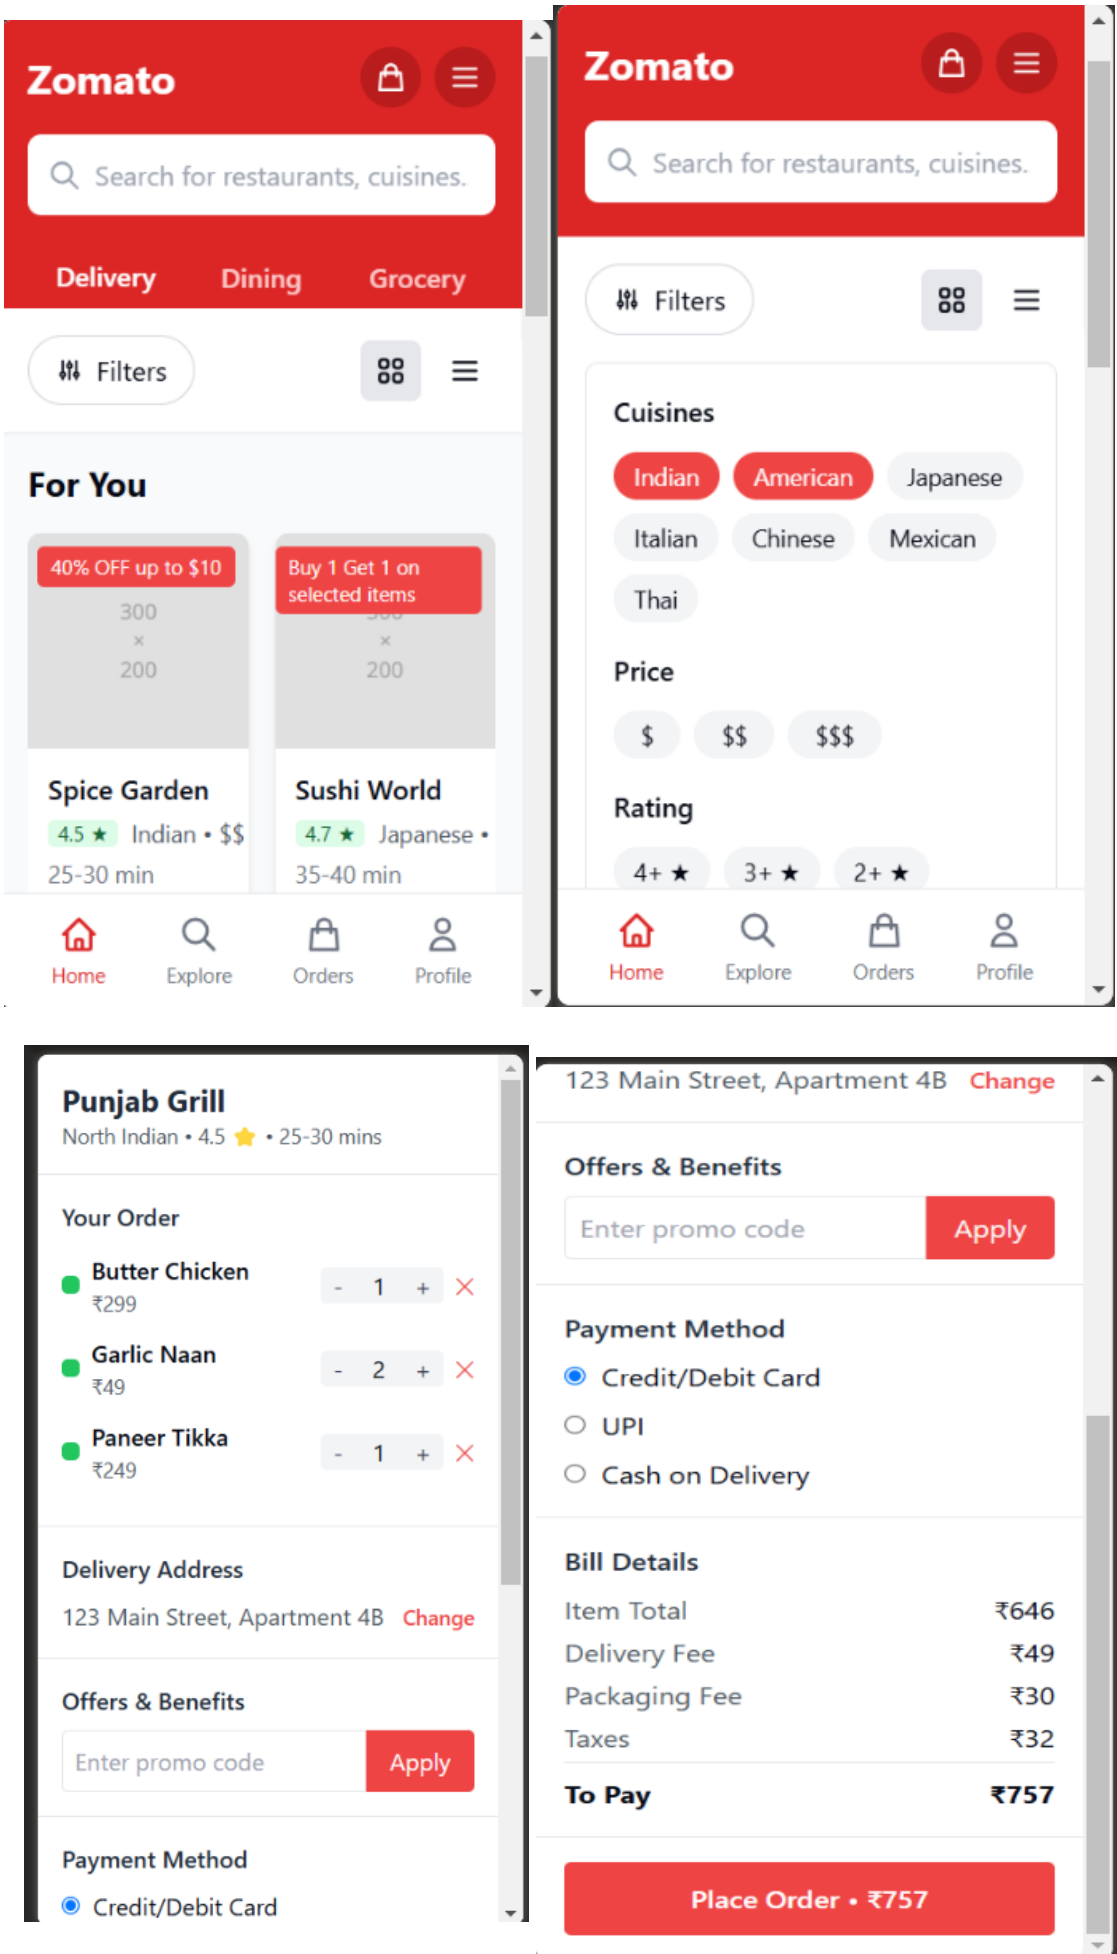 Zomato
Search for restaurants, cuisines.
Delivery Dining Grocery
Filters
For You
40% OFF up to $10
300
×
200
Spice Garden
4.5 ★ Indian • $$
25-30 min
Buy 1 Get 1 on
selected items
×
200
Sushi World
4.7 ★ Japanese •
35-40 min
Home Explore Orders Profile
Zomato
Search for restaurants, cuisines.
Filters
Cuisines
Indian American Japanese
Italian Chinese Mexican
Thai
Price
$ $$ $$$
Rating
4+ ★ 3+ ★ 2+ ★
Home Explore Orders Profile
Punjab Grill
North Indian • 4.5 ⭐ • 25-30 mins
Your Order
Butter Chicken
₹299
- 1 +
Garlic Naan
₹49
- 2 +
Paneer Tikka
₹249
- 1 +
Delivery Address
123 Main Street, Apartment 4B Change
Offers & Benefits
Enter promo code Apply
Payment Method
Credit/Debit Card
123 Main Street, Apartment 4B Change
Offers & Benefits
Enter promo code Apply
Payment Method
Credit/Debit Card
UPI
Cash on Delivery
Bill Details
Item Total ₹646
Delivery Fee ₹49
Packaging Fee ₹30
Taxes ₹32
To Pay ₹757
Place Order • ₹757